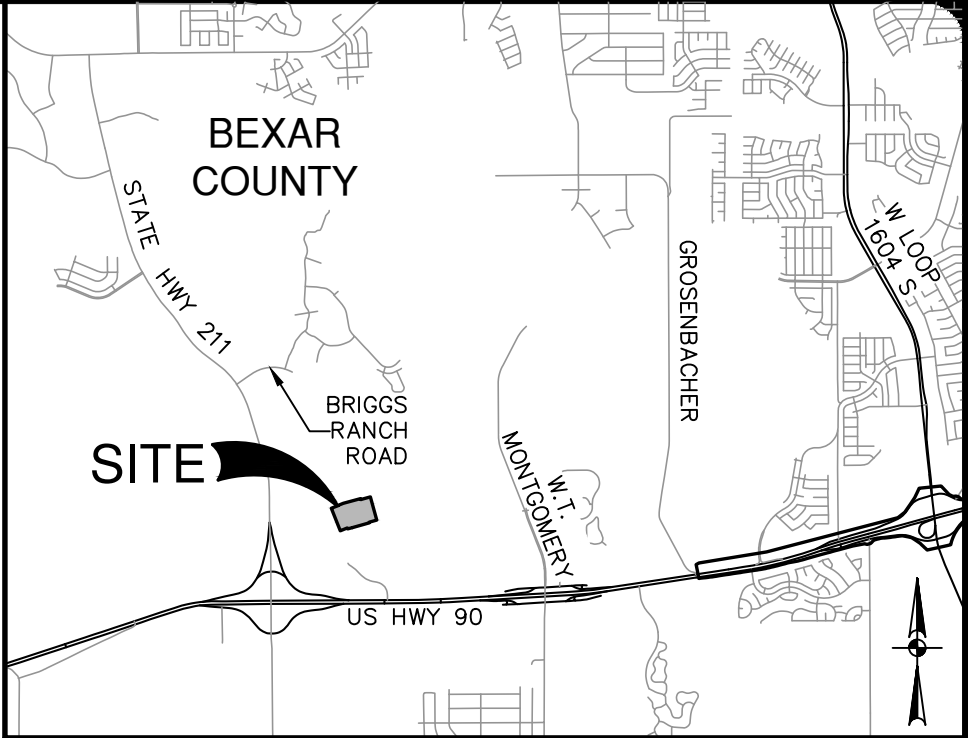 BEXAR
COUNTY
STATE HWY 211
W LOOP
1604 S
GROSENBACHER
BRIGGS
RANCH
ROAD
SITE
W.T.
MONTGOMERY
US HWY 90